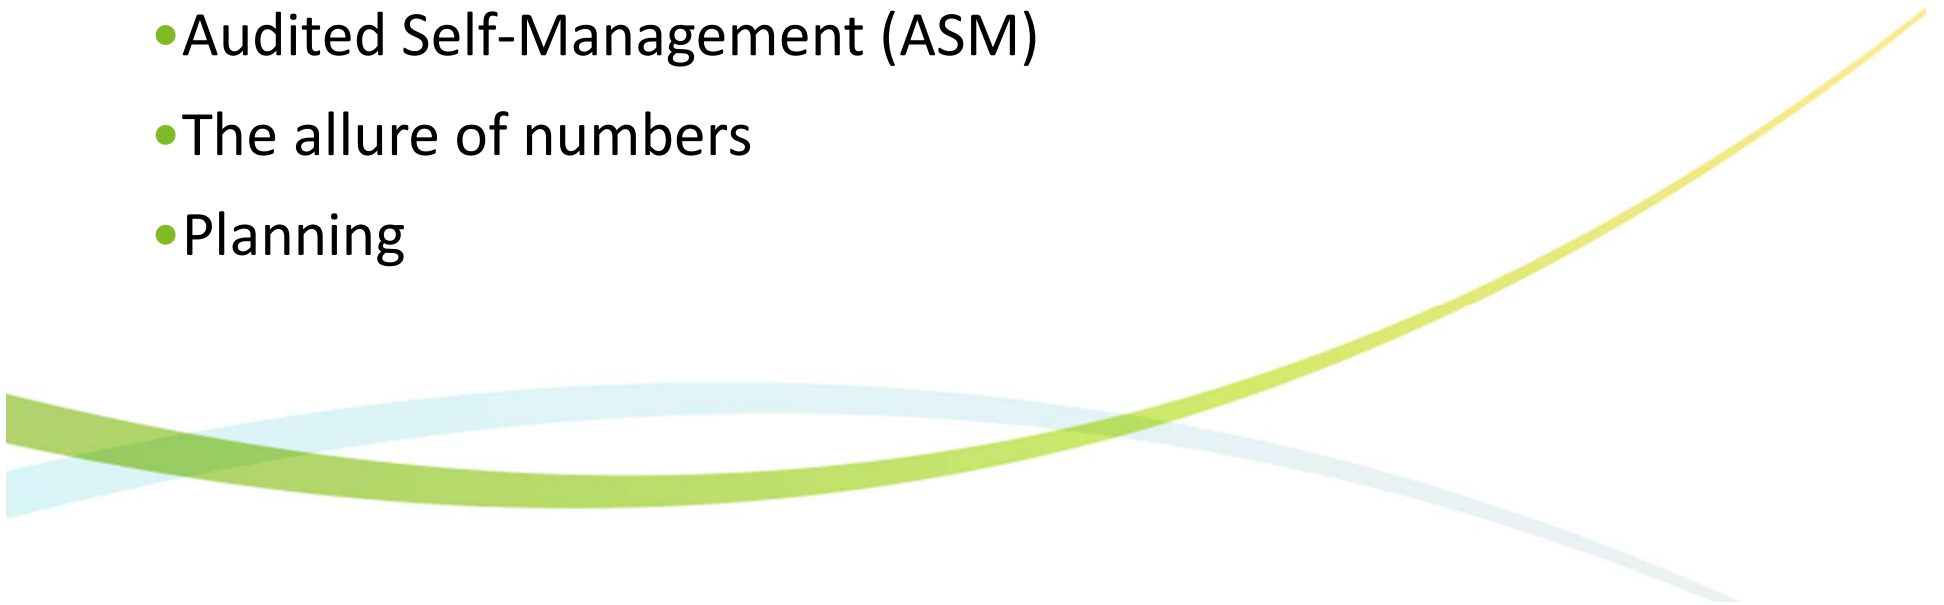 •Audited Self-Management (ASM)
•The allure of numbers
•Planning